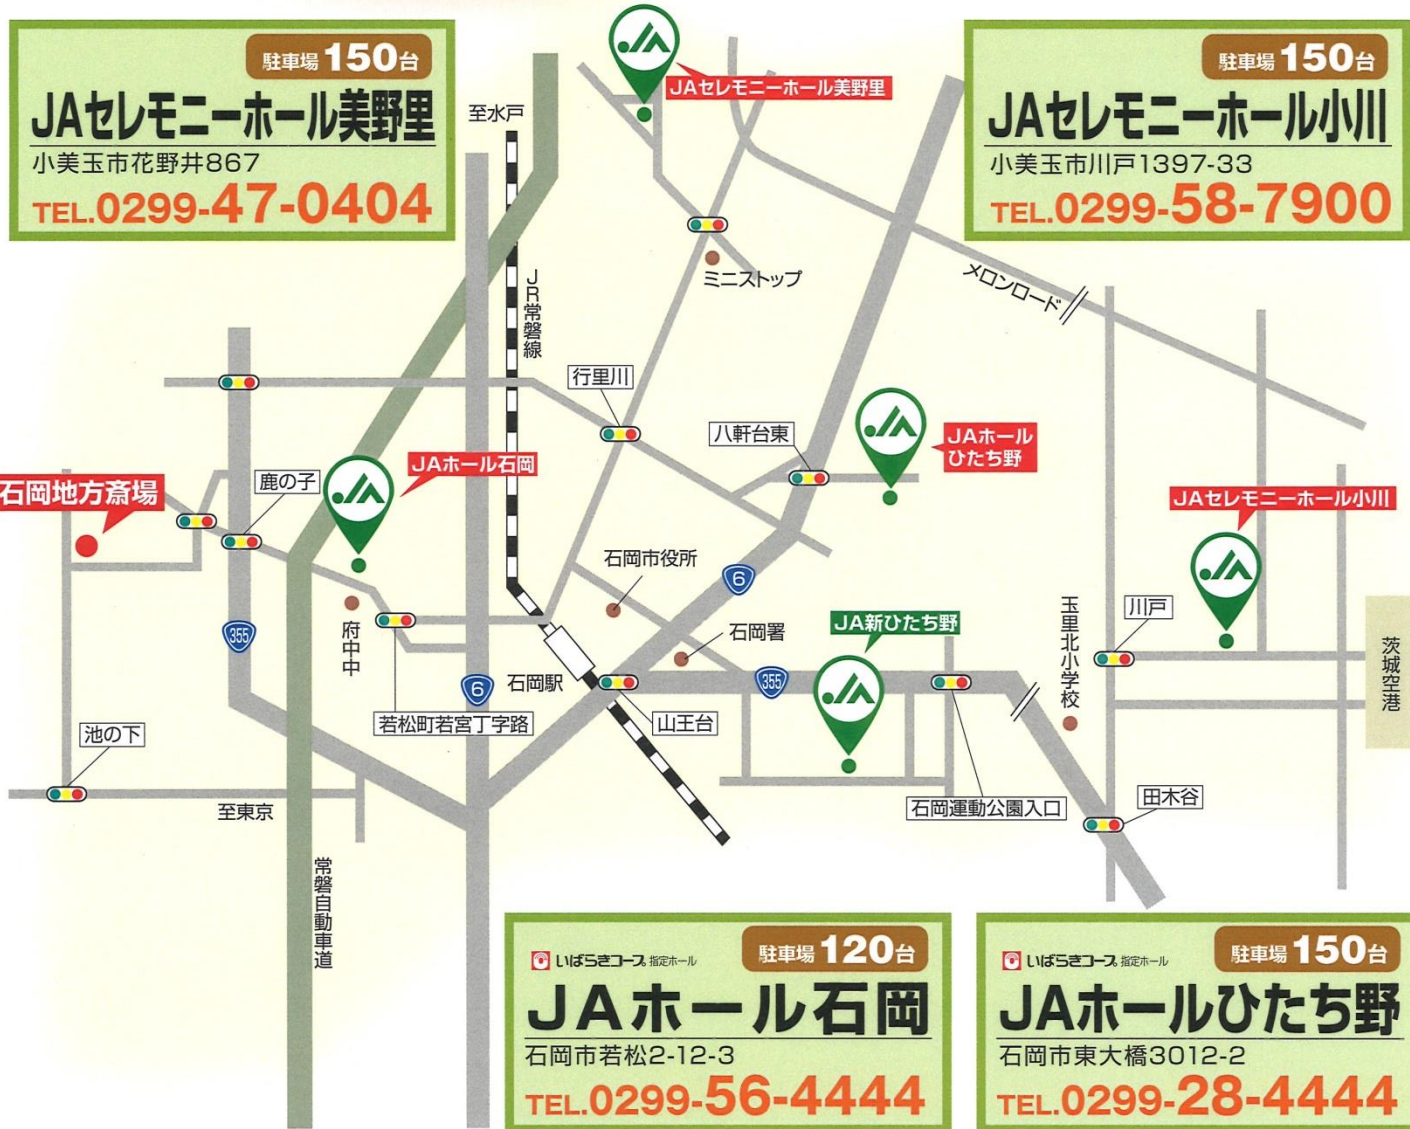 駐車場150台
JAセレモニーホール美野里
小美玉市花野井867
TEL.0299-47-0404
駐車場150台
JAセレモニーホール小川
小美玉市川戸1397-33
TEL.0299-58-7900
JAセレモニーホール美野里
至水戸
JR常磐線
ミニストップ
メロンロード
行里川
八軒台東
JAホール
ひたち野
JAホール石岡
石岡地方斎場
鹿の子
JAセレモニーホール小川
石岡市役所
6
府中中
355
JA新ひたち野
石岡署
玉里北小学校
川戸
茨城空港
6
石岡駅
355
若松町若宮丁字路
山王台
池の下
至東京
石岡運動公園入口
田木谷
常磐自動車道
いばらきコープ 指定ホール
駐車場120台
JAホール石岡
石岡市若松2-12-3
TEL.0299-56-4444
いばらきコープ 指定ホール
駐車場150台
JAホールひたち野
石岡市東大橋3012-2
TEL.0299-28-4444